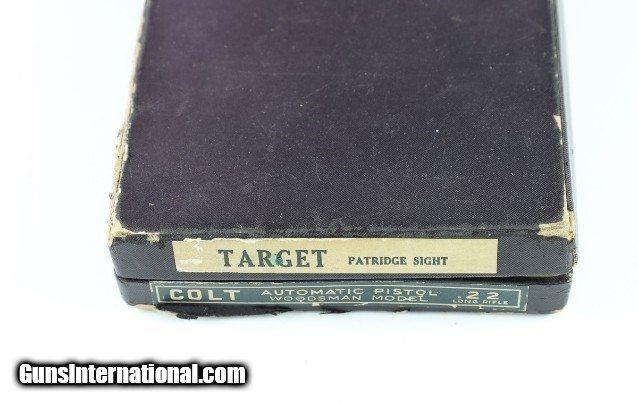 TARGET PATRIDGE SIGHT
COLT AUTOMATIC PISTOL .22
WOODSMAN MODEL LONG RIFLE
GunsInternational.com